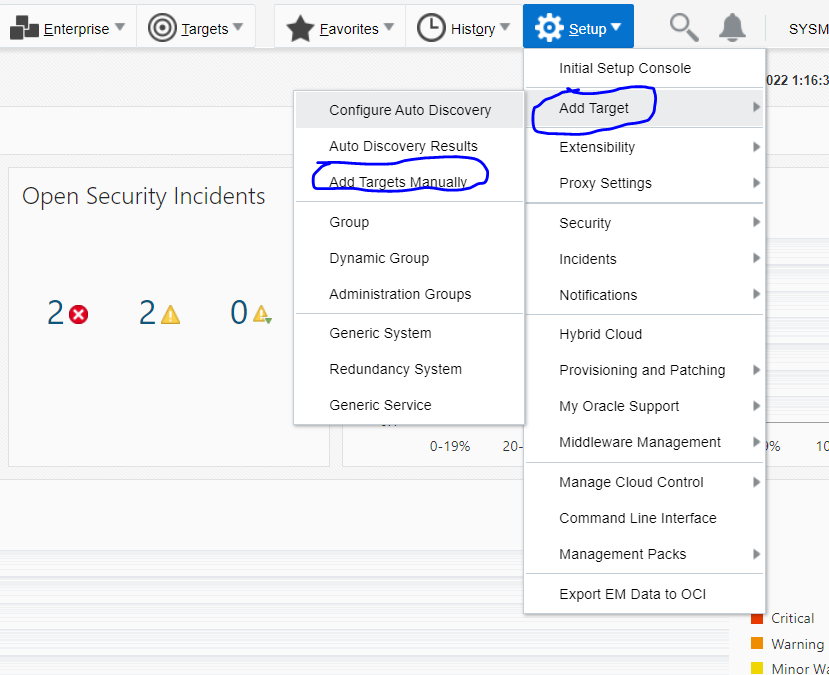 Enterprise Targets Favorites History Setup SYSM
022 1:16:3
Initial Setup Console
Add Target
Extensibility
Proxy Settings
Security
Incidents
Notifications
Hybrid Cloud
Provisioning and Patching
My Oracle Support
Middleware Management
Manage Cloud Control
Command Line Interface
Management Packs
Export EM Data to OCI
Configure Auto Discovery
Auto Discovery Results
Add Targets Manually
Group
Dynamic Group
Administration Groups
Generic System
Redundancy System
Generic Service
Open Security Incidents
2 2 0
0-19% 20- 9% 10
Critical
Warning
Minor Wa